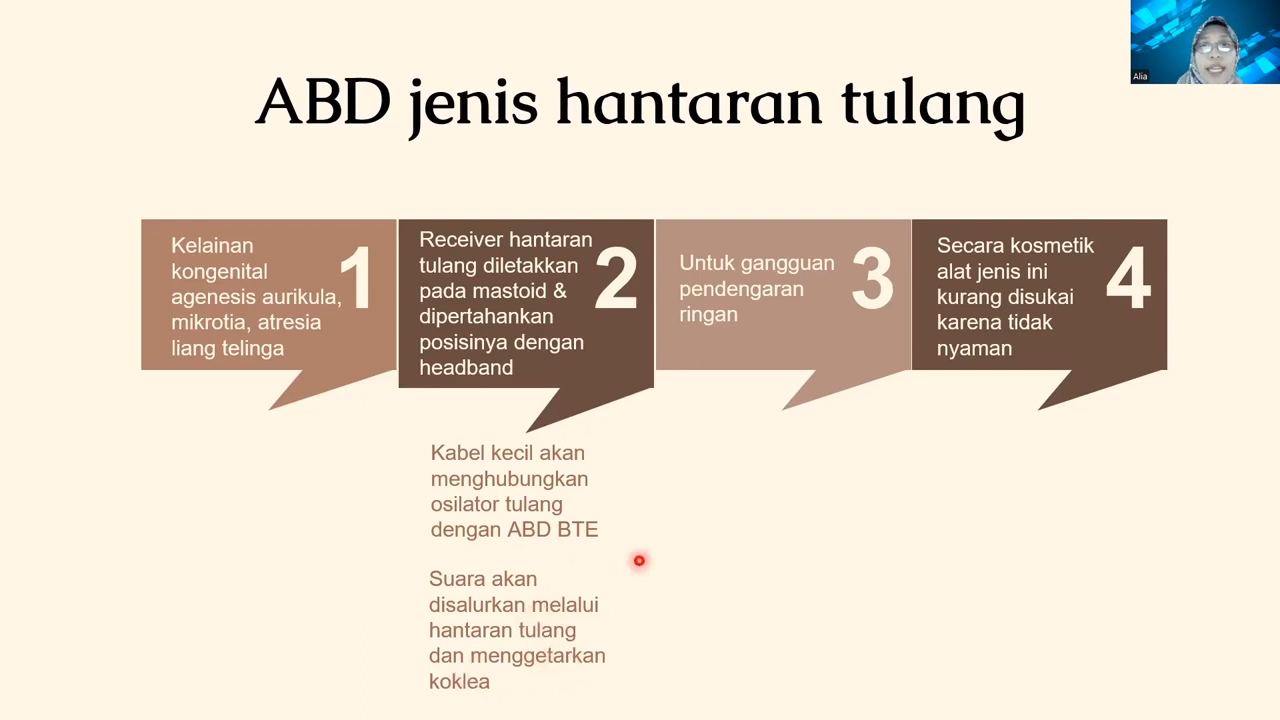 Alia
ABD jenis hantaran tulang
Kelainan
kongenital
agenesis aurikula,
mikrotia, atresia
liang telinga
1
Receiver hantaran
tulang diletakkan
pada mastoid &
dipertahankan
posisinya dengan
headband
2
Untuk gangguan
pendengaran
ringan
3
Secara kosmetik
alat jenis ini
kurang disukai
karena tidak
nyaman
4
Kabel kecil akan
menghubungkan
osilator tulang
dengan ABD BTE
Suara akan
disalurkan melalui
hantaran tulang
dan menggetarkan
koklea